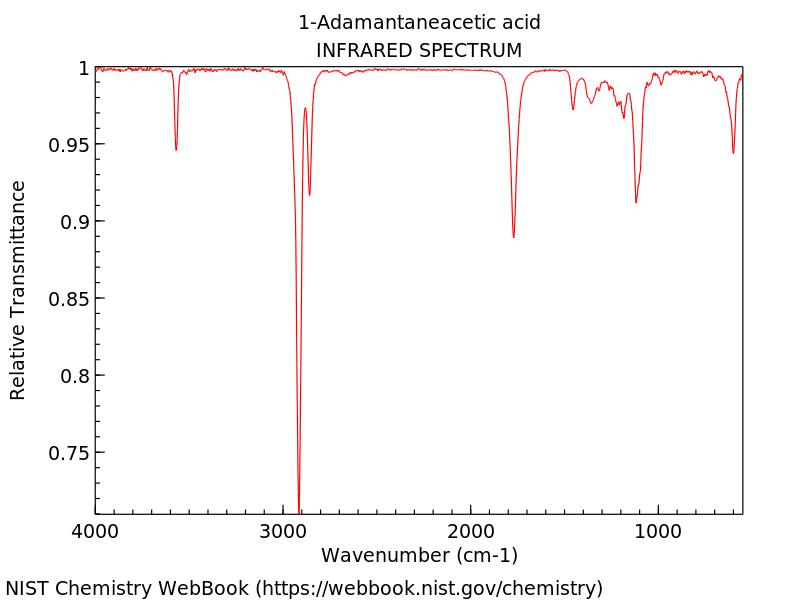 1-Adamantaneacetic acid
INFRARED SPECTRUM
1
0.95
0.9
0.85
0.8
0.75
Relative Transmittance
4000 3000 2000 1000
Wavenumber (cm-1)
NIST Chemistry WebBook (https://webbook.nist.gov/chemistry)